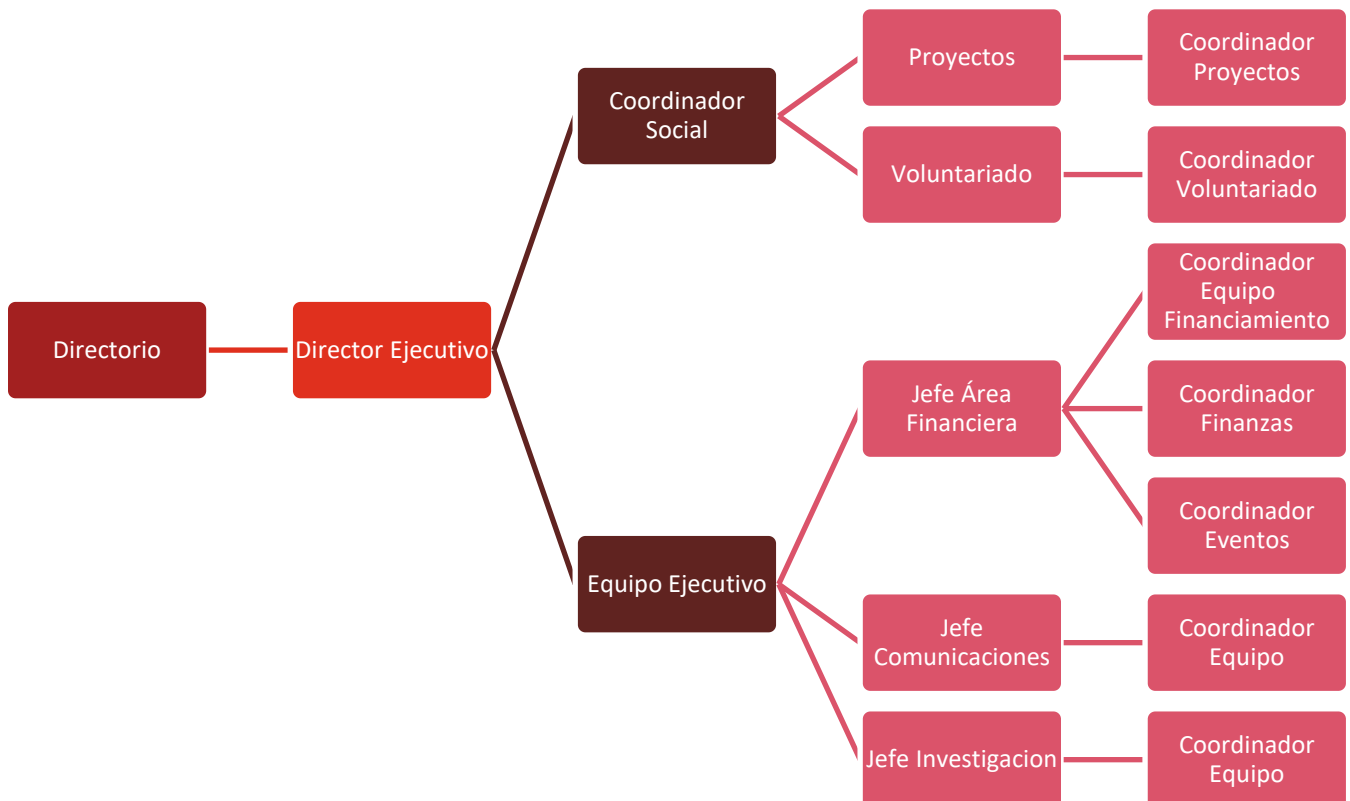 Directorio
Director Ejecutivo
Coordinador
Social
Proyectos
Coordinador
Proyectos
Voluntariado
Coordinador
Voluntariado
Equipo Ejecutivo
Jefe Área
Financiera
Coordinador
Equipo
Financiamiento
Coordinador
Finanzas
Coordinador
Eventos
Jefe
Comunicaciones
Coordinador
Equipo
Jefe Investigacion
Coordinador
Equipo